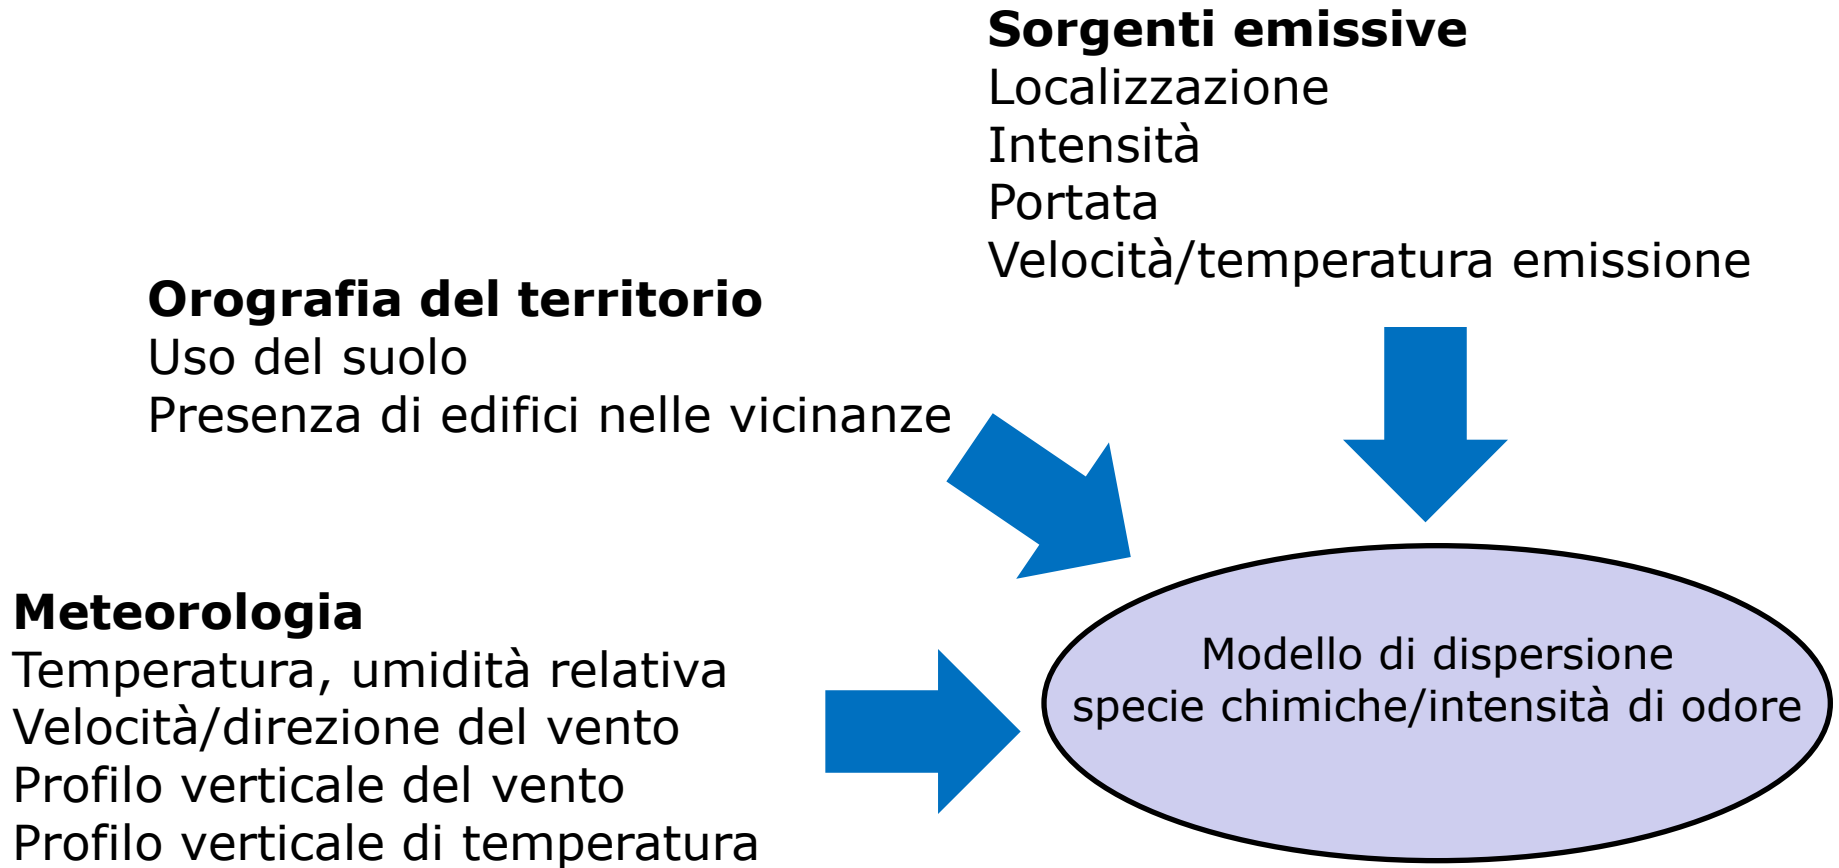 Sorgenti emissive
Localizzazione
Intensità
Portata
Velocità/temperatura emissione
Orografia del territorio
Uso del suolo
Presenza di edifici nelle vicinanze
Meteorologia
Temperatura, umidità relativa
Velocità/direzione del vento
Profilo verticale del vento
Profilo verticale di temperatura
Modello di dispersione
specie chimiche/intensità di odore